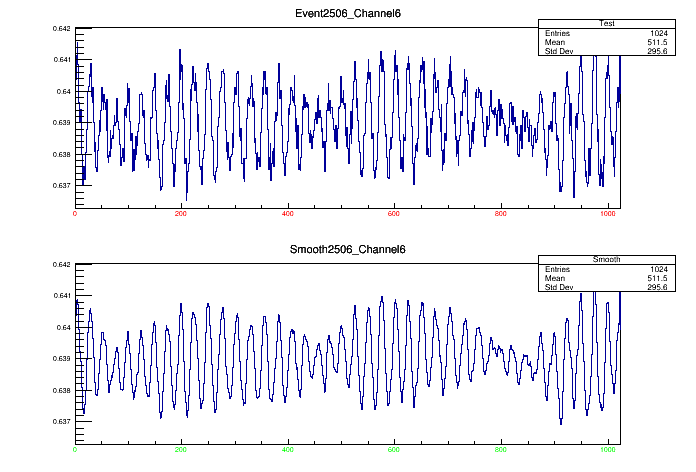 Event2506_Channel6
Test
Entries 1024
Mean 511.5
Std Dev 295.6
0.642
0.641
0.64
0.639
0.638
0.637
0 200 400 600 800 1000
Smooth2506_Channel6
Smooth
Entries 1024
Mean 511.5
Std Dev 295.6
0.642
0.641
0.64
0.639
0.638
0.637
0 200 400 600 800 1000